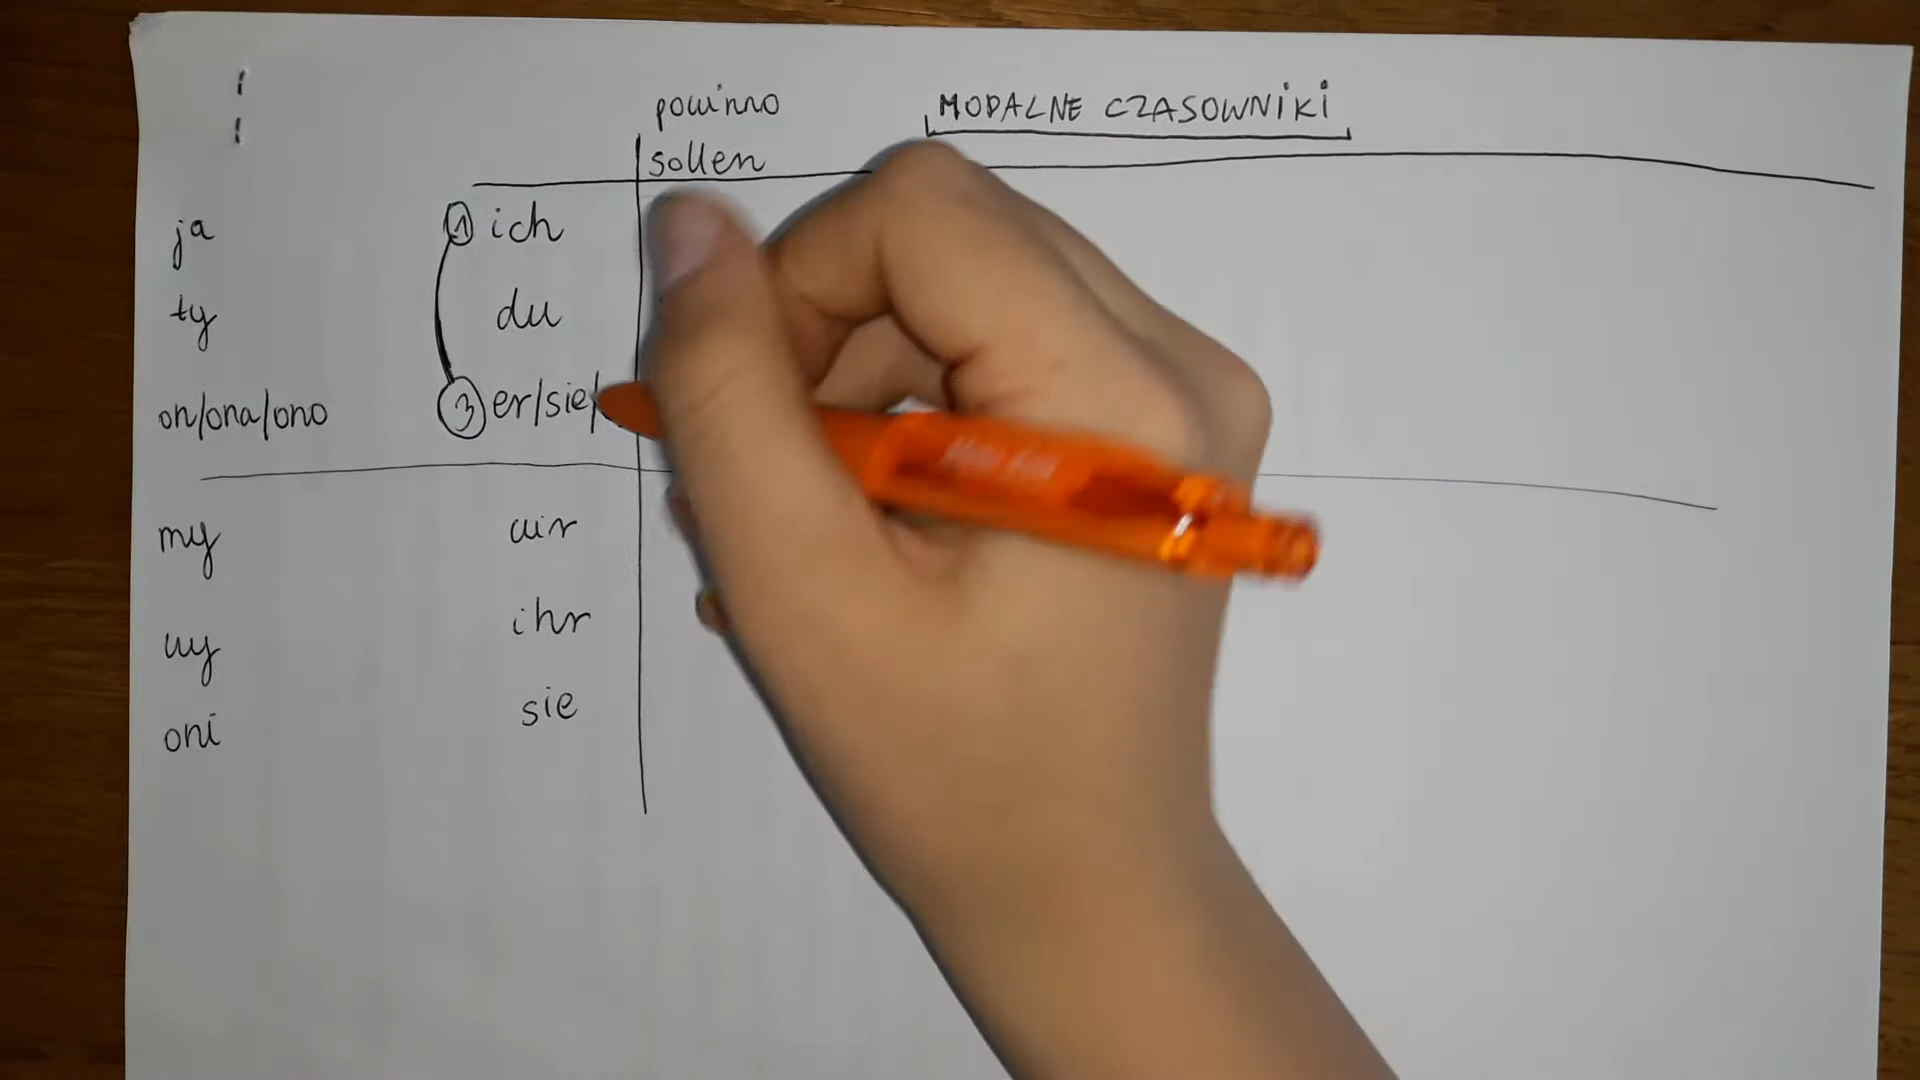 powinno
MODALNE CZASOWNIKI
sollen
ja 1 ich
ty du
on/ona/ono 3 er/sie/
my wir
wy ihr
oni sie